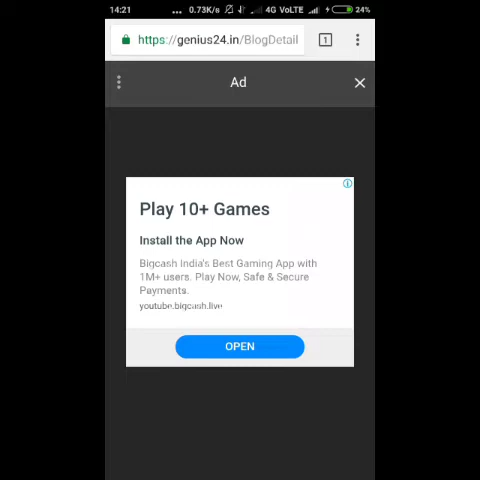 14:21 ... 0.73K/s 4G VoLTE 24%
https://genius24.in/BlogDetail 1
Ad
Play 10+ Games
Install the App Now
Bigcash India's Best Gaming App with
1M+ users. Play Now, Safe & Secure
Payments.
youtube.bigcash.live
OPEN